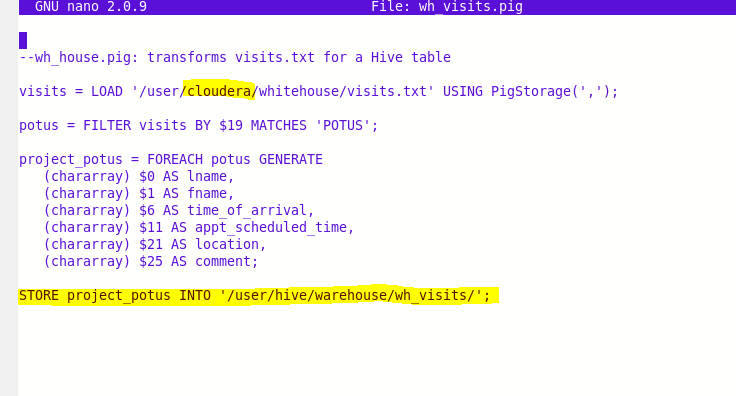 GNU nano 2.0.9 File: wh_visits.pig
--wh_house.pig: transforms visits.txt for a Hive table
visits = LOAD '/user/cloudera/whitehouse/visits.txt' USING PigStorage(',');
potus = FILTER visits BY $19 MATCHES 'POTUS';
project_potus = FOREACH potus GENERATE
(chararray) $0 AS lname,
(chararray) $1 AS fname,
(chararray) $6 AS time_of_arrival,
(chararray) $11 AS appt_scheduled_time,
(chararray) $21 AS location,
(chararray) $25 AS comment;
STORE project_potus INTO '/user/hive/warehouse/wh_visits/';